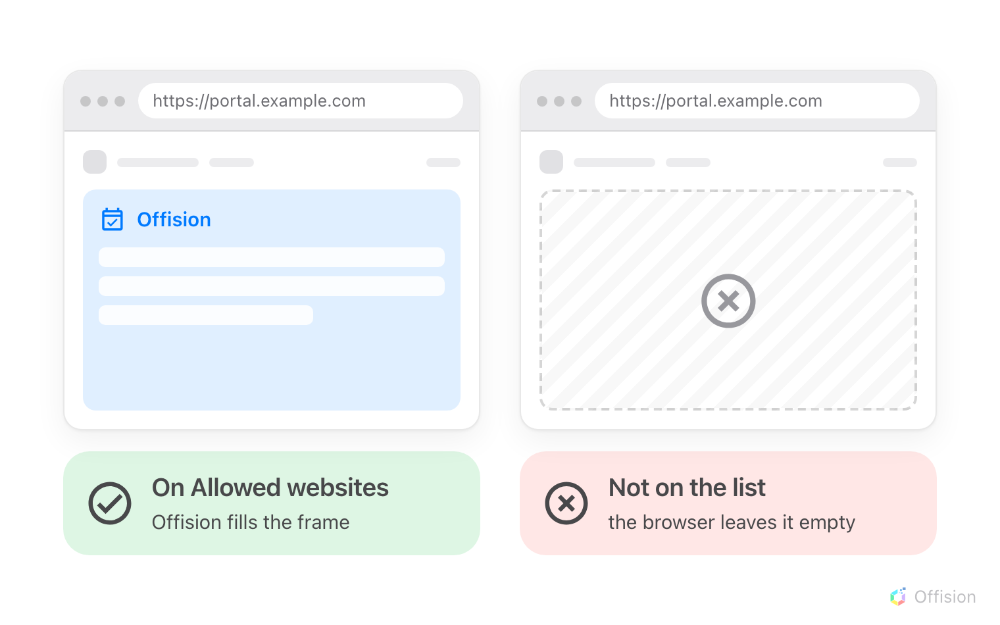 https://portal.example.com
Offision
On Allowed websites
Offision fills the frame
https://portal.example.com
Not on the list
the browser leaves it empty
Offision